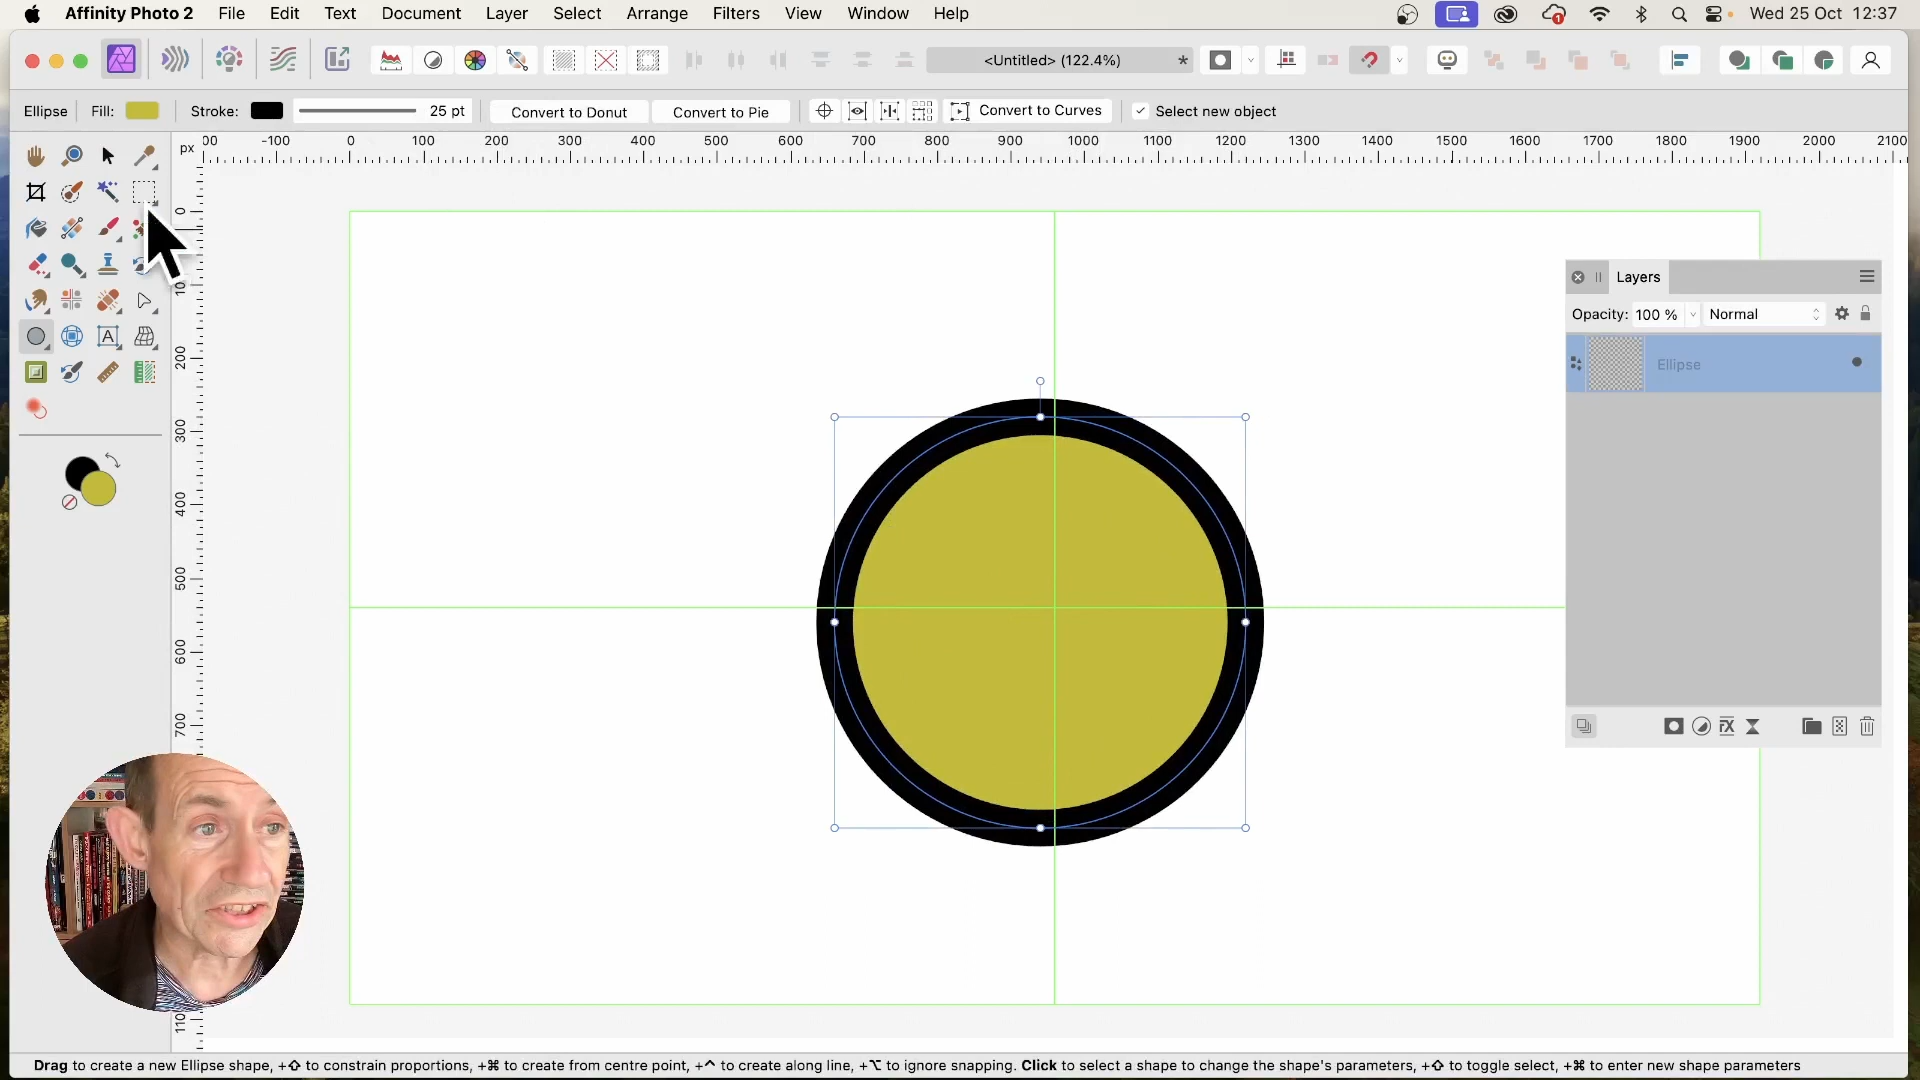 Affinity Photo 2 File Edit Text Document Layer Select Arrange Filters View Window Help 1 Wed 25 Oct 12:37
<Untitled> (122.4%) *
Ellipse Fill: Stroke: 25 pt Convert to Donut Convert to Pie Convert to Curves Select new object
px 00 -100 0 100 200 300 400 500 600 700 800 900 1000 1100 1200 1300 1400 1500 1600 1700 1800 1900 2000 2100
0
200
300
400
500
600
700
A
Layers
Opacity: 100 % Normal
Ellipse
fx
Drag to create a new Ellipse shape, +⇧ to constrain proportions, +⌘ to create from centre point, +^ to create along line, +⌥ to ignore snapping. Click to select a shape to change the shape's parameters, +⇧ to toggle select, +⌘ to enter new shape parameters